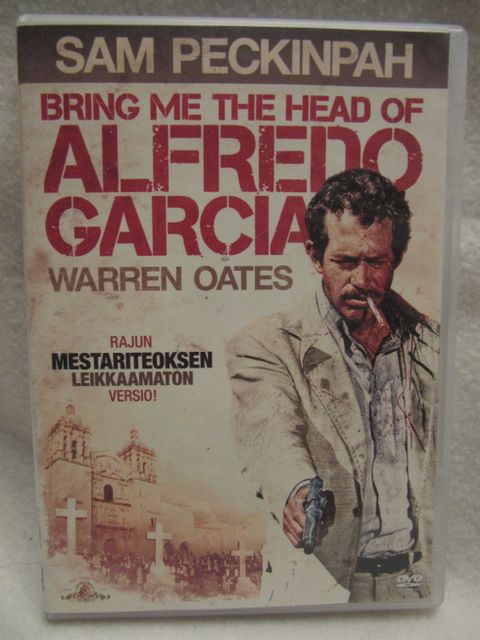 SAM PECKINPAH
BRING ME THE HEAD OF
ALFREDO
GARCIA
WARREN OATES
RAJUN
MESTARITEOKSEN
LEIKKAAMATON
VERSIO!
DVD